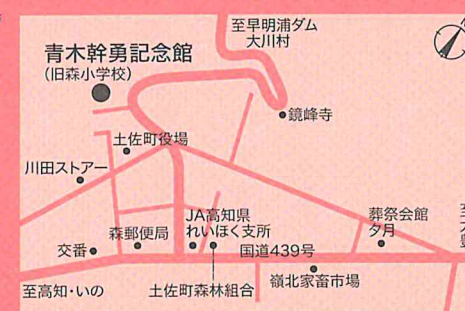 至早明浦ダム
大川村
青木幹勇記念館
(旧森小学校)
鏡峰寺
土佐町役場
川田ストアー
JA高知県
れいほく支所
葬祭会館
夕月
森郵便局
交番
国道439号
嶺北家畜市場
至高知・いの
土佐町森林組合